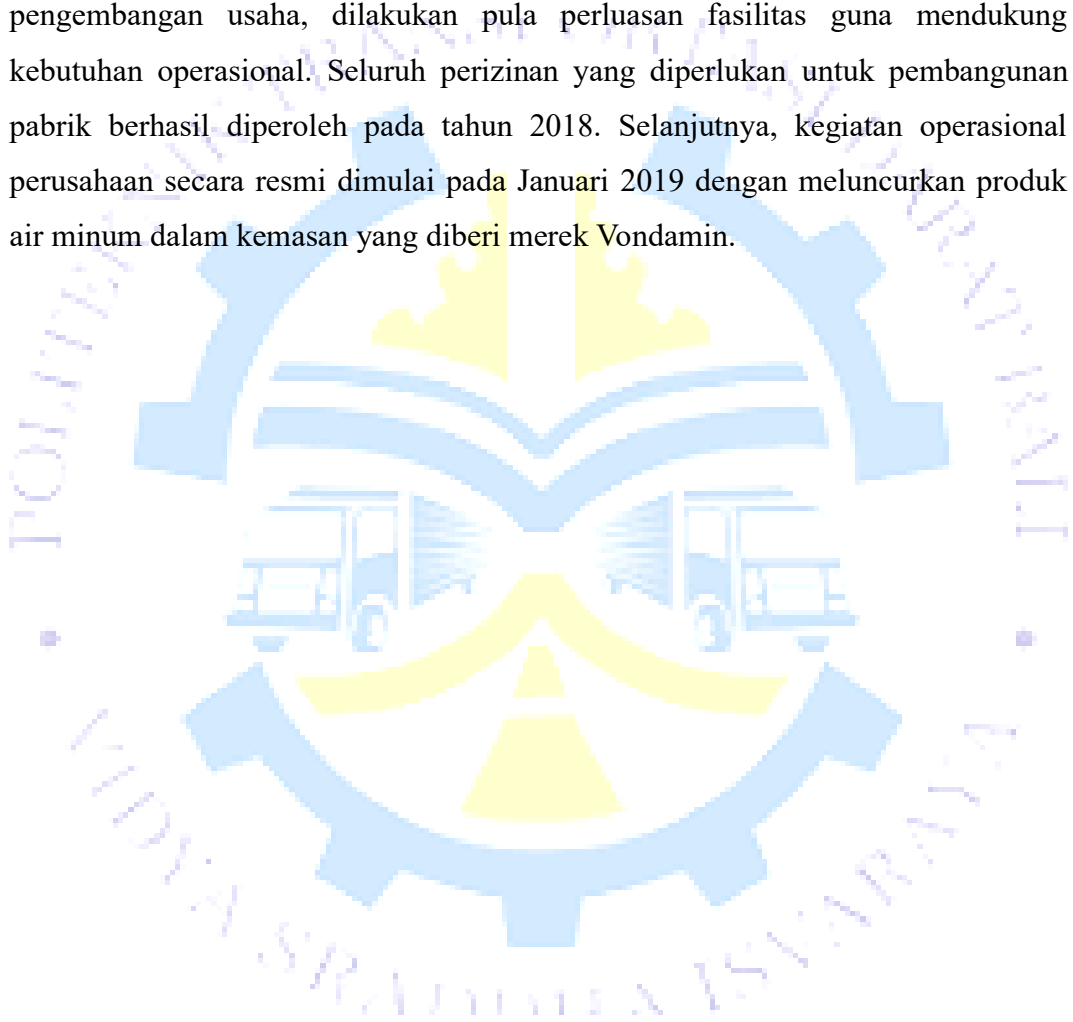 pengembangan usaha, dilakukan pula perluasan fasilitas guna mendukung
kebutuhan operasional. Seluruh perizinan yang diperlukan untuk pembangunan
pabrik berhasil diperoleh pada tahun 2018. Selanjutnya, kegiatan operasional
perusahaan secara resmi dimulai pada Januari 2019 dengan meluncurkan produk
air minum dalam kemasan yang diberi merek Vondamin.